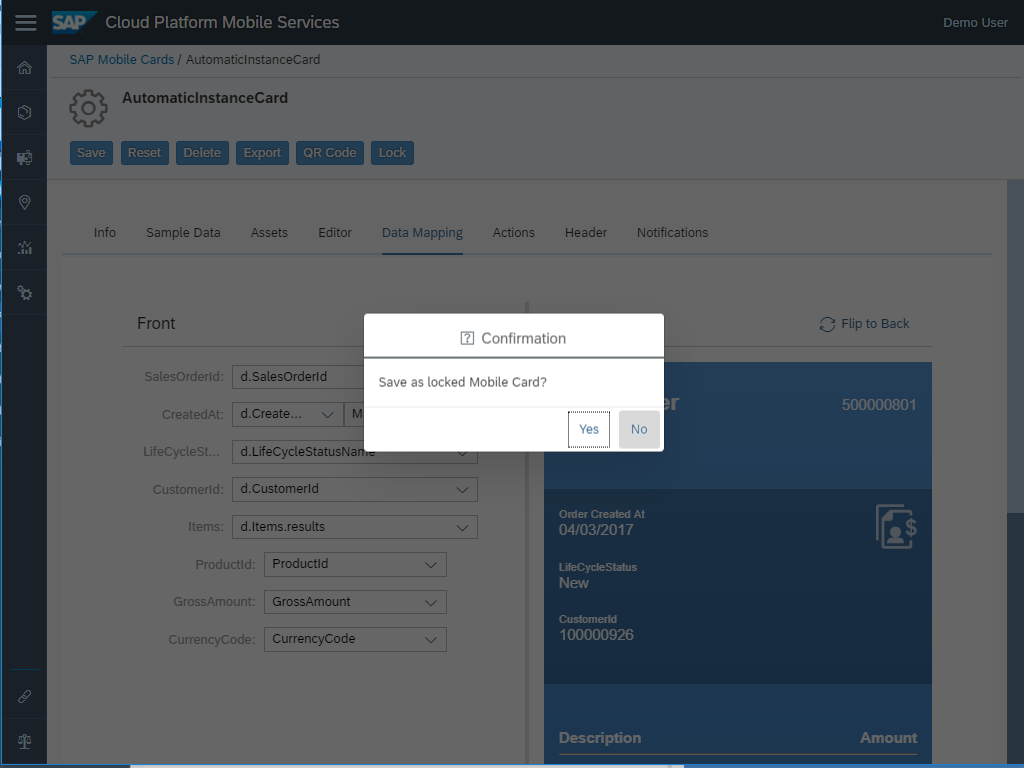 SAP Cloud Platform Mobile Services Demo User
SAP Mobile Cards / AutomaticInstanceCard
AutomaticInstanceCard
Save Reset Delete Export QR Code Lock
Info Sample Data Assets Editor Data Mapping Actions Header Notifications
Front
Flip to Back
Confirmation
Save as locked Mobile Card?
Yes No
SalesOrderId: d.SalesOrderId
CreatedAt: d.Create...
LifeCycleSt... d.LifeCycleStatusName
CustomerId: d.CustomerId
Items: d.Items.results
ProductId: ProductId
GrossAmount: GrossAmount
CurrencyCode: CurrencyCode
500000801
Order Created At
04/03/2017
LifeCycleStatus
New
CustomerId
100000926
Description Amount